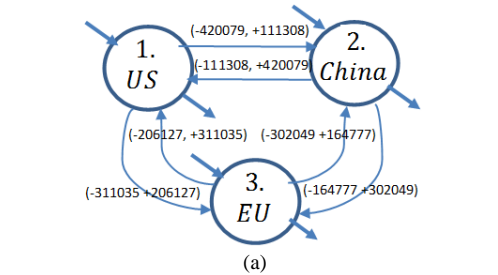 (-420079, +111308)
1.
US
2.
China
(-111308, +420079)
(-206127, +311035)
(-302049 +164777)
(-311035 +206127)
3.
EU
(-164777 +302049)
(a)